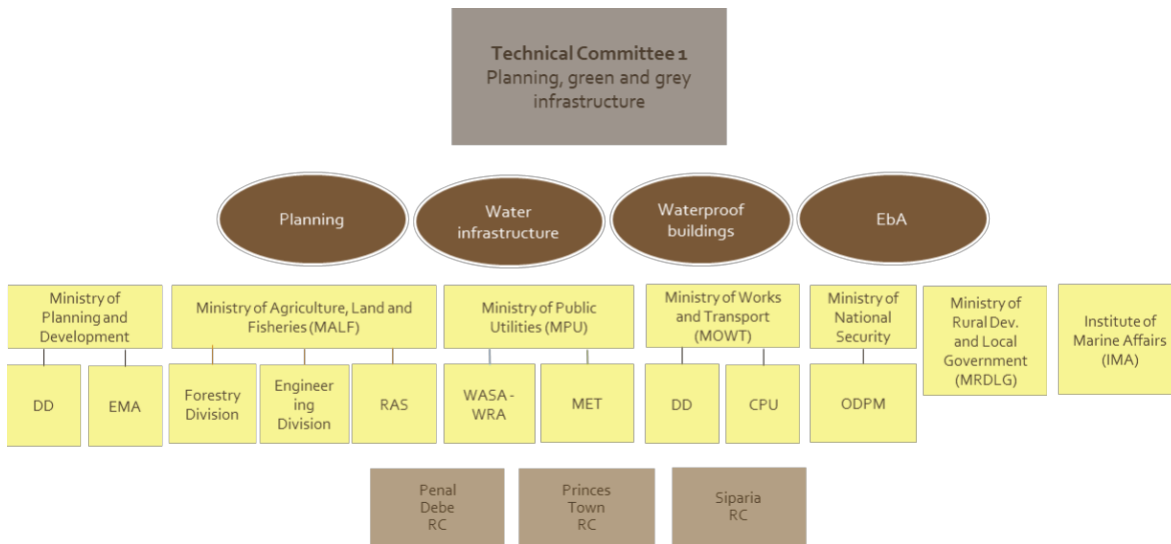 Technical Committee 1
Planning, green and grey
infrastructure
Planning
Water
infrastructure
Waterproof
buildings
EbA
Ministry of
Planning and
Development
Ministry of Agriculture, Land and
Fisheries (MALF)
Ministry of Public
Utilities (MPU)
Ministry of Works
and Transport
(MOWT)
Ministry of
National
Security
Ministry of
Rural Dev.
and Local
Government
(MRDLG)
Institute of
Marine Affairs
(IMA)
DD
EMA
Forestry
Division
Engineer
ing
Division
RAS
WASA -
WRA
MET
DD
CPU
ODPM
Penal
Debe
RC
Princes
Town
RC
Siparia
RC